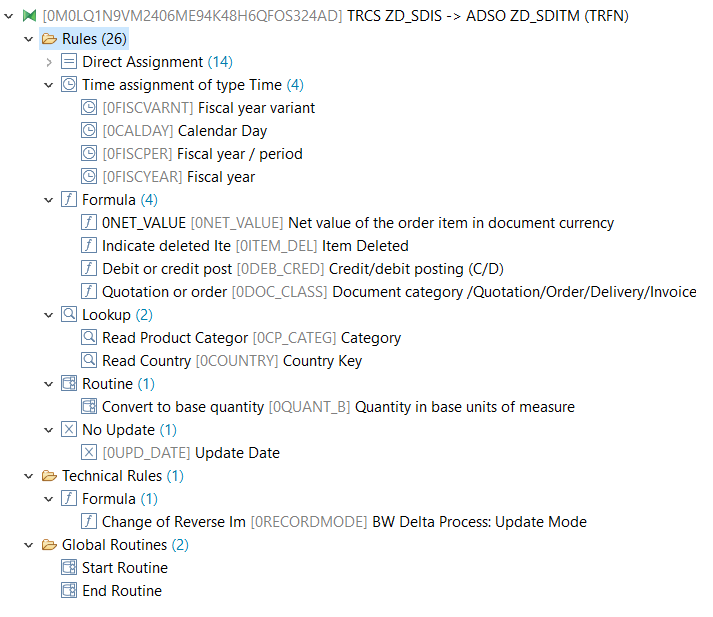 [0M0LQ1N9VM2406ME94K48H6QFOS324AD] TRCS ZD_SDIS -> ADSO ZD_SDITM (TRFN)
Rules (26)
Direct Assignment (14)
Time assignment of type Time (4)
[0FISCVARNT] Fiscal year variant
[0CALDAY] Calendar Day
[0FISCPER] Fiscal year / period
[0FISCYEAR] Fiscal year
Formula (4)
0NET_VALUE [0NET_VALUE] Net value of the order item in document currency
Indicate deleted Ite [0ITEM_DEL] Item Deleted
Debit or credit post [0DEB_CRED] Credit/debit posting (C/D)
Quotation or order [0DOC_CLASS] Document category /Quotation/Order/Delivery/Invoice
Lookup (2)
Read Product Categor [0CP_CATEG] Category
Read Country [0COUNTRY] Country Key
Routine (1)
Convert to base quantity [0QUANT_B] Quantity in base units of measure
No Update (1)
[0UPD_DATE] Update Date
Technical Rules (1)
Formula (1)
Change of Reverse Im [0RECORDMODE] BW Delta Process: Update Mode
Global Routines (2)
Start Routine
End Routine